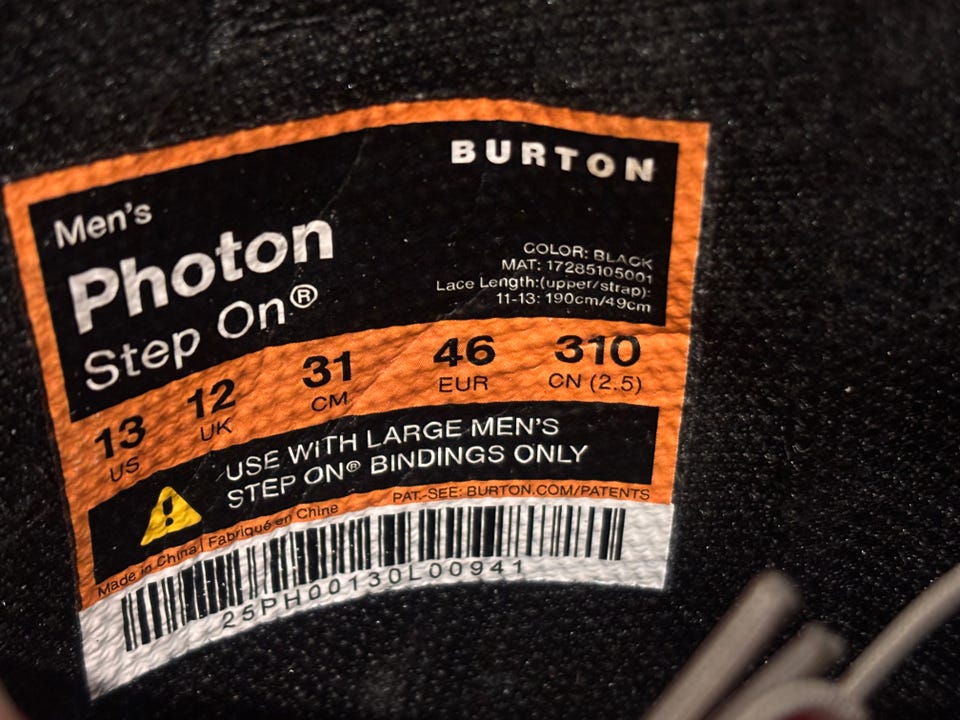 BURTON
Men's
Photon
Step On®
COLOR: BLACK
MAT: 17285105001
Lace Length:(upper/strap):
11-13: 190cm/49cm
13 12 31 46 310
US UK CM EUR CN (2.5)
USE WITH LARGE MEN'S
STEP ON® BINDINGS ONLY
PAT.-SEE: BURTON.COM/PATENTS
Made in China | Fabriqué en Chine
25PH00130L00941